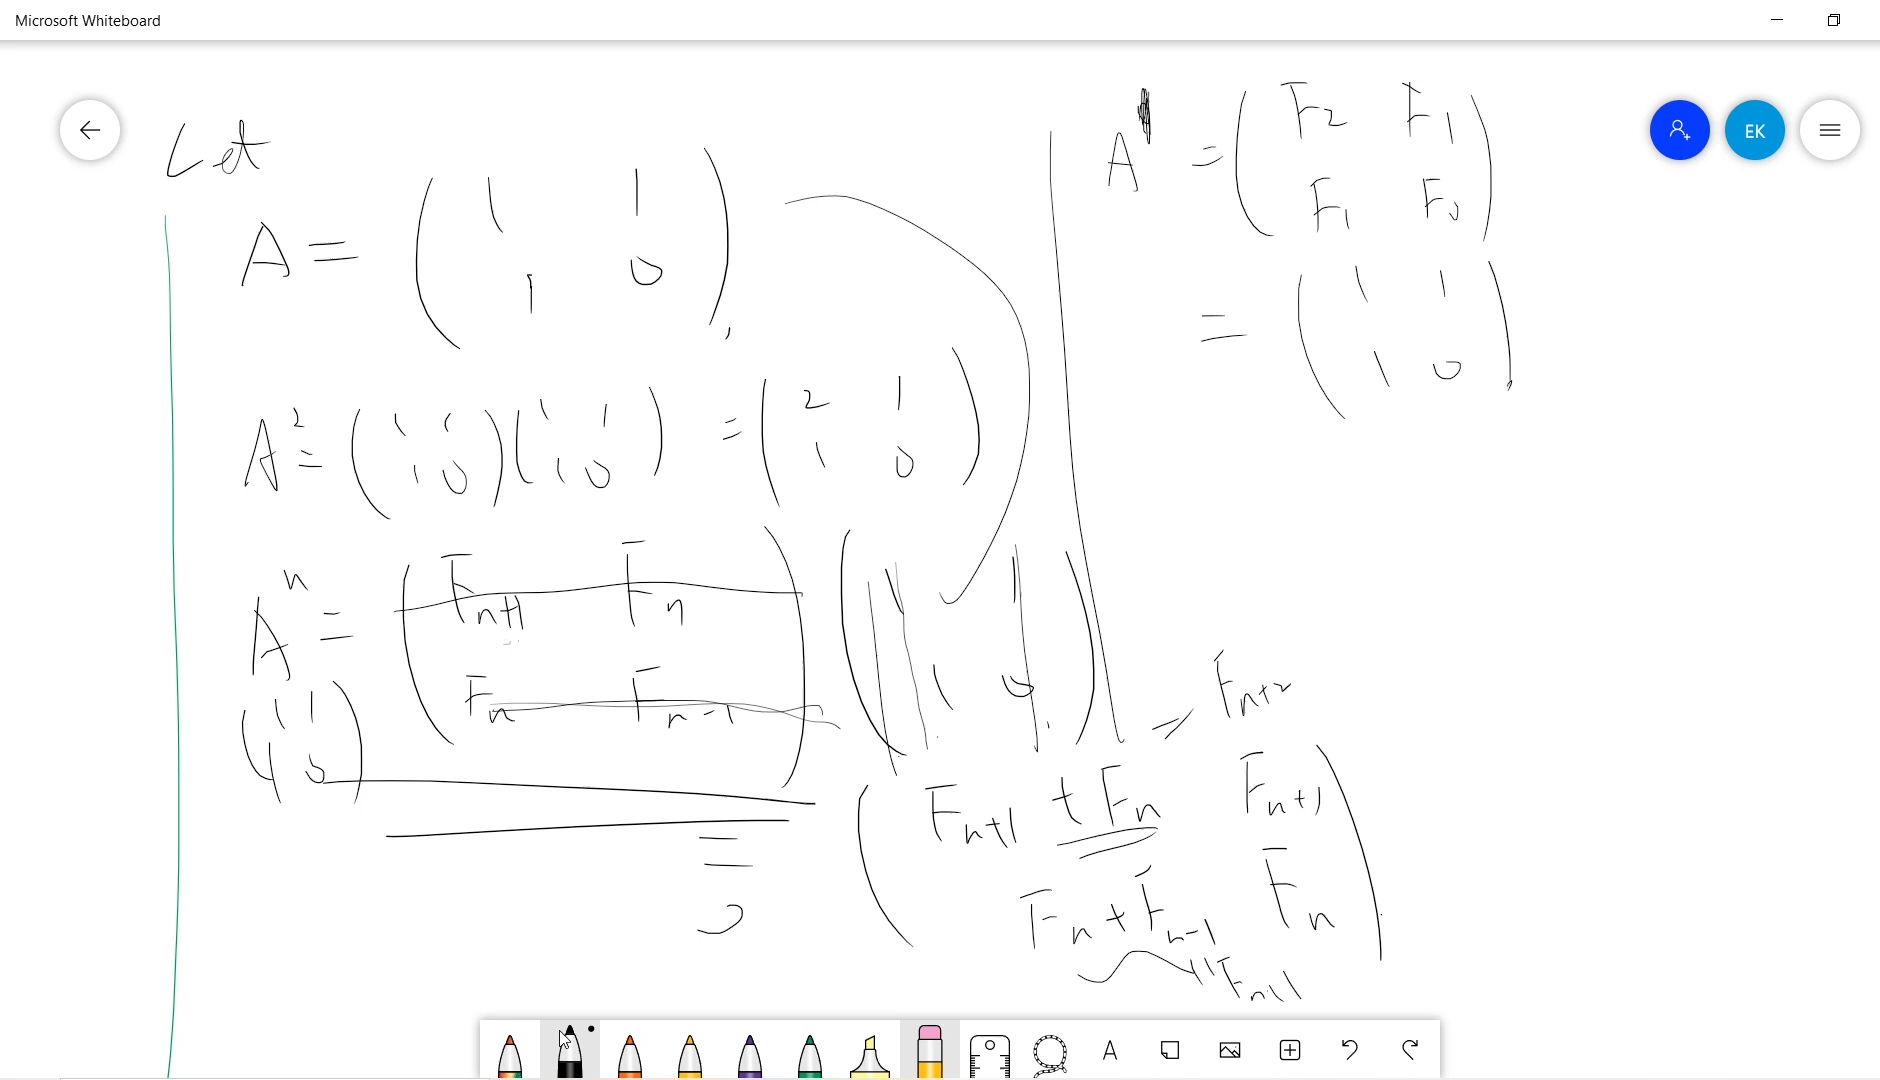 Microsoft Whiteboard
EK
Let
A = ( 1 1
1 0 ),
A² = ( 1 1
1 0 ) ( 1 1
1 0 ) = ( 2 1
1 0 )
Aⁿ = ( Fₙ₊₁ Fₙ
Fₙ Fₙ₋₁ ) ( 1 1
1 0 )
( 1 1
1 0 )
= Fₙ₊₂
= ( Fₙ₊₁ + Fₙ Fₙ₊₁
Fₙ + Fₙ₋₁ Fₙ )
" Fₙ₊₁
A = ( F₂ F₁
F₁ F₀ )
= ( 1 1
1 0 ).
A